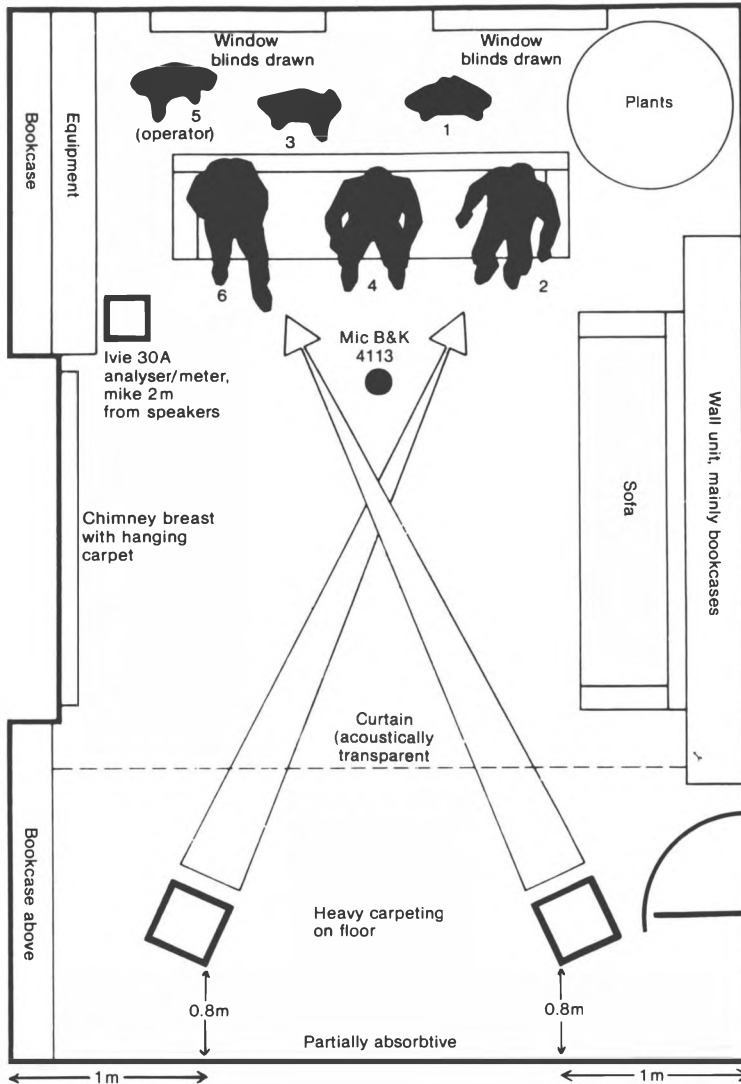 Window
blinds drawn
Window
blinds drawn
Bookcase
Equipment
5
(operator)
3
1
Plants
6
4
2
Mic B&K
4113
Ivie 30A
analyser/meter,
mike 2m
from speakers
Chimney breast
with hanging
carpet
Sofa
Wall unit, mainly bookcases
Curtain
(acoustically
transparent
Bookcase above
Heavy carpeting
on floor
0.8m
0.8m
Partially absorbtive
1m
1m